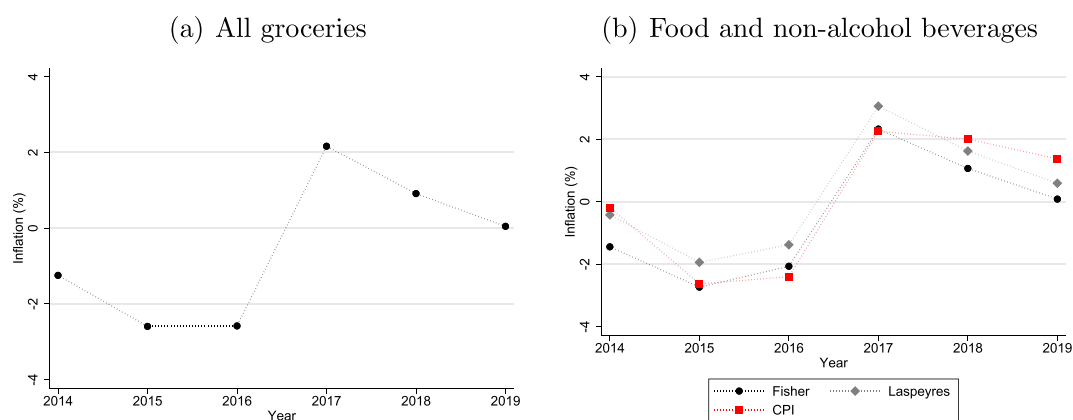 (a) All groceries
Inflation (%)
4
2
0
-2
-4
2014 2015 2016 2017 2018 2019
Year
(b) Food and non-alcohol beverages
Inflation (%)
4
2
0
-2
-4
2014 2015 2016 2017 2018 2019
Year
Fisher Laspeyres
CPI